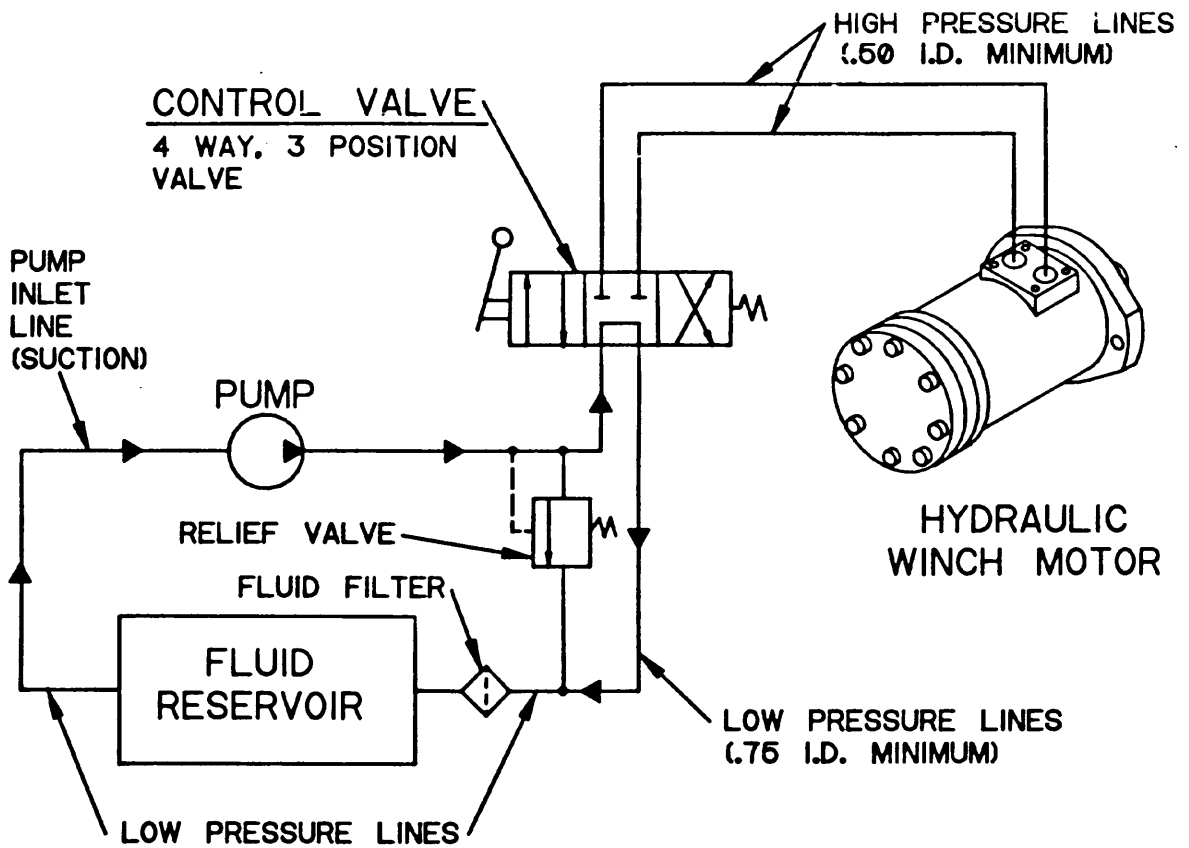 HIGH PRESSURE LINES
(.50 I.D. MINIMUM)
CONTROL VALVE
4 WAY, 3 POSITION
VALVE
PUMP
INLET
LINE
(SUCTION)
PUMP
RELIEF VALVE
HYDRAULIC
WINCH MOTOR
FLUID FILTER
FLUID
RESERVOIR
LOW PRESSURE LINES
(.75 I.D. MINIMUM)
LOW PRESSURE LINES